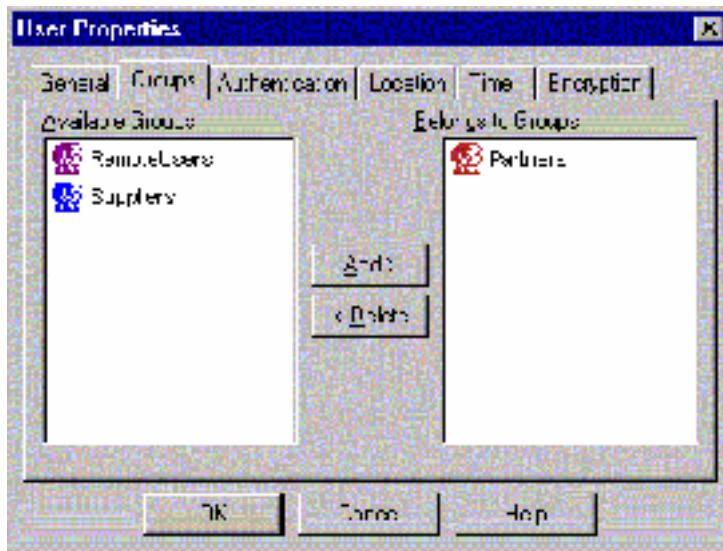 User Properties
General Groups Authentication Location Time Encryption
Available Groups
Belongs to Groups
RemoteUsers
Suppliers
Partners
Add >
< Delete
OK Cancel Help